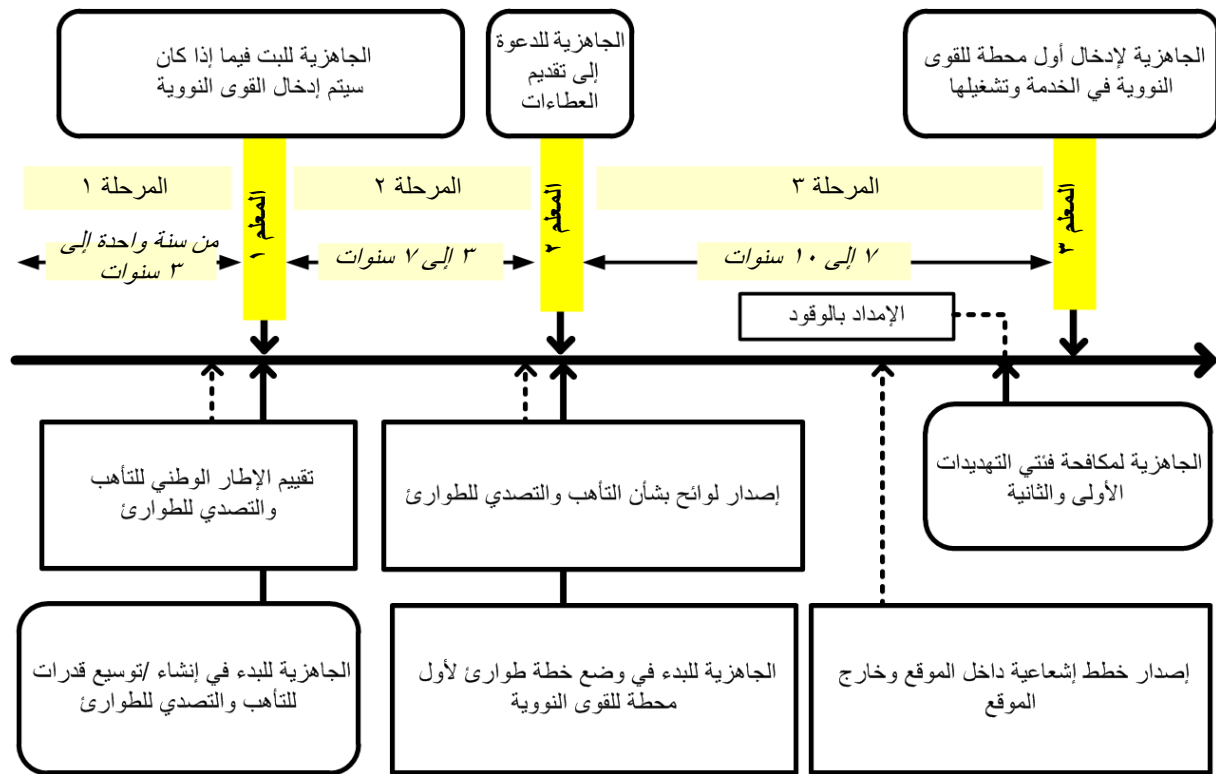 الجاهزية للبت فيما إذا كان
سيتم إدخال القوى النووية
الجاهزية للدعوة
إلى تقديم
العطاءات
الجاهزية لإدخال أول محطة للقوى
النووية في الخدمة وتشغيلها
المرحلة ١
المعلم ١
المرحلة ٢
المعلم ٢
المرحلة ٣
المعلم ٣
من سنة واحدة إلى
٣ سنوات
٣ إلى ٧ سنوات
٧ إلى ١٠ سنوات
الإمداد بالوقود
تقييم الإطار الوطني للتأهب
والتصدي للطوارئ
إصدار لوائح بشأن التأهب والتصدي للطوارئ
الجاهزية لمكافحة فئتي التهديدات
الأولى والثانية
الجاهزية للبدء في إنشاء /توسيع قدرات
للتأهب والتصدي للطوارئ
الجاهزية للبدء في وضع خطة طوارئ لأول
محطة للقوى النووية
إصدار خطط إشعاعية داخل الموقع وخارج
الموقع